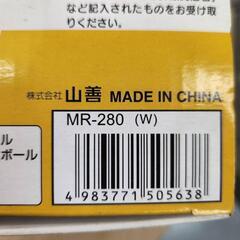 など記入されたものをお受け取
りください。
株式会社 山善 MADE IN CHINA
MR-280 (W)
ル
ボール
4 983771 505638